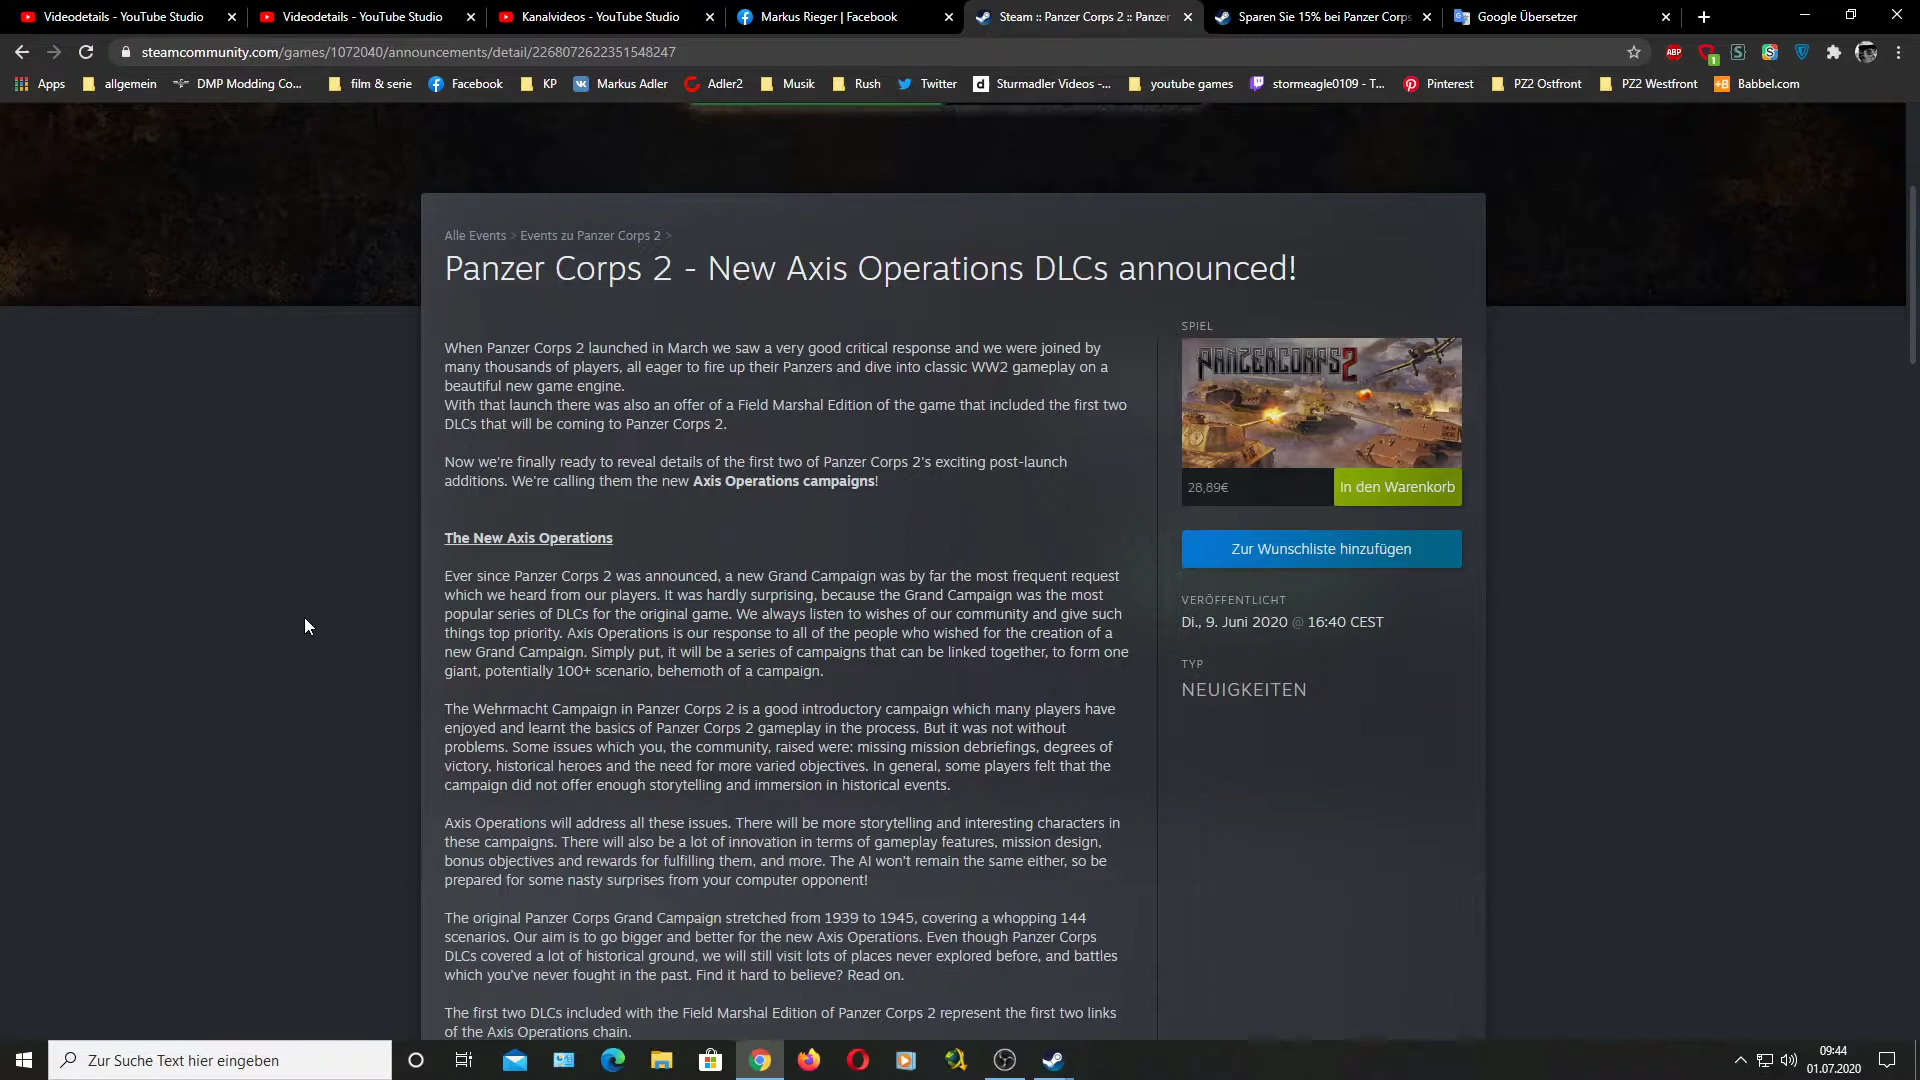 Videodetails - YouTube Studio
Videodetails - YouTube Studio
Kanalvideos - YouTube Studio
Markus Rieger | Facebook
Steam :: Panzer Corps 2 :: Panzer
Sparen Sie 15% bei Panzer Corps
Google Übersetzer
steamcommunity.com/games/1072040/announcements/detail/2268072622351548247
ABP
1
Apps
allgemein
DMP Modding Co...
film & serie
Facebook
KP
Markus Adler
Adler2
Musik
Rush
Twitter
Sturmadler Videos -...
youtube games
stormeagle0109 - T...
Pinterest
PZ2 Ostfront
PZ2 Westfront
Babbel.com
Alle Events > Events zu Panzer Corps 2 >
Panzer Corps 2 - New Axis Operations DLCs announced!
When Panzer Corps 2 launched in March we saw a very good critical response and we were joined by
many thousands of players, all eager to fire up their Panzers and dive into classic WW2 gameplay on a
beautiful new game engine.
With that launch there was also an offer of a Field Marshal Edition of the game that included the first two
DLCs that will be coming to Panzer Corps 2.
Now we're finally ready to reveal details of the first two of Panzer Corps 2's exciting post-launch
additions. We're calling them the new Axis Operations campaigns!
The New Axis Operations
Ever since Panzer Corps 2 was announced, a new Grand Campaign was by far the most frequent request
which we heard from our players. It was hardly surprising, because the Grand Campaign was the most
popular series of DLCs for the original game. We always listen to wishes of our community and give such
things top priority. Axis Operations is our response to all of the people who wished for the creation of a
new Grand Campaign. Simply put, it will be a series of campaigns that can be linked together, to form one
giant, potentially 100+ scenario, behemoth of a campaign.
The Wehrmacht Campaign in Panzer Corps 2 is a good introductory campaign which many players have
enjoyed and learnt the basics of Panzer Corps 2 gameplay in the process. But it was not without
problems. Some issues which you, the community, raised were: missing mission debriefings, degrees of
victory, historical heroes and the need for more varied objectives. In general, some players felt that the
campaign did not offer enough storytelling and immersion in historical events.
Axis Operations will address all these issues. There will be more storytelling and interesting characters in
these campaigns. There will also be a lot of innovation in terms of gameplay features, mission design,
bonus objectives and rewards for fulfilling them, and more. The AI won't remain the same either, so be
prepared for some nasty surprises from your computer opponent!
The original Panzer Corps Grand Campaign stretched from 1939 to 1945, covering a whopping 144
scenarios. Our aim is to go bigger and better for the new Axis Operations. Even though Panzer Corps
DLCs covered a lot of historical ground, we will still visit lots of places never explored before, and battles
which you've never fought in the past. Find it hard to believe? Read on.
The first two DLCs included with the Field Marshal Edition of Panzer Corps 2 represent the first two links
of the Axis Operations chain.
SPIEL
PANZERCORPS2
28,89€
In den Warenkorb
Zur Wunschliste hinzufügen
VERÖFFENTLICHT
Di., 9. Juni 2020 @ 16:40 CEST
TYP
NEUIGKEITEN
Zur Suche Text hier eingeben
09:44
01.07.2020